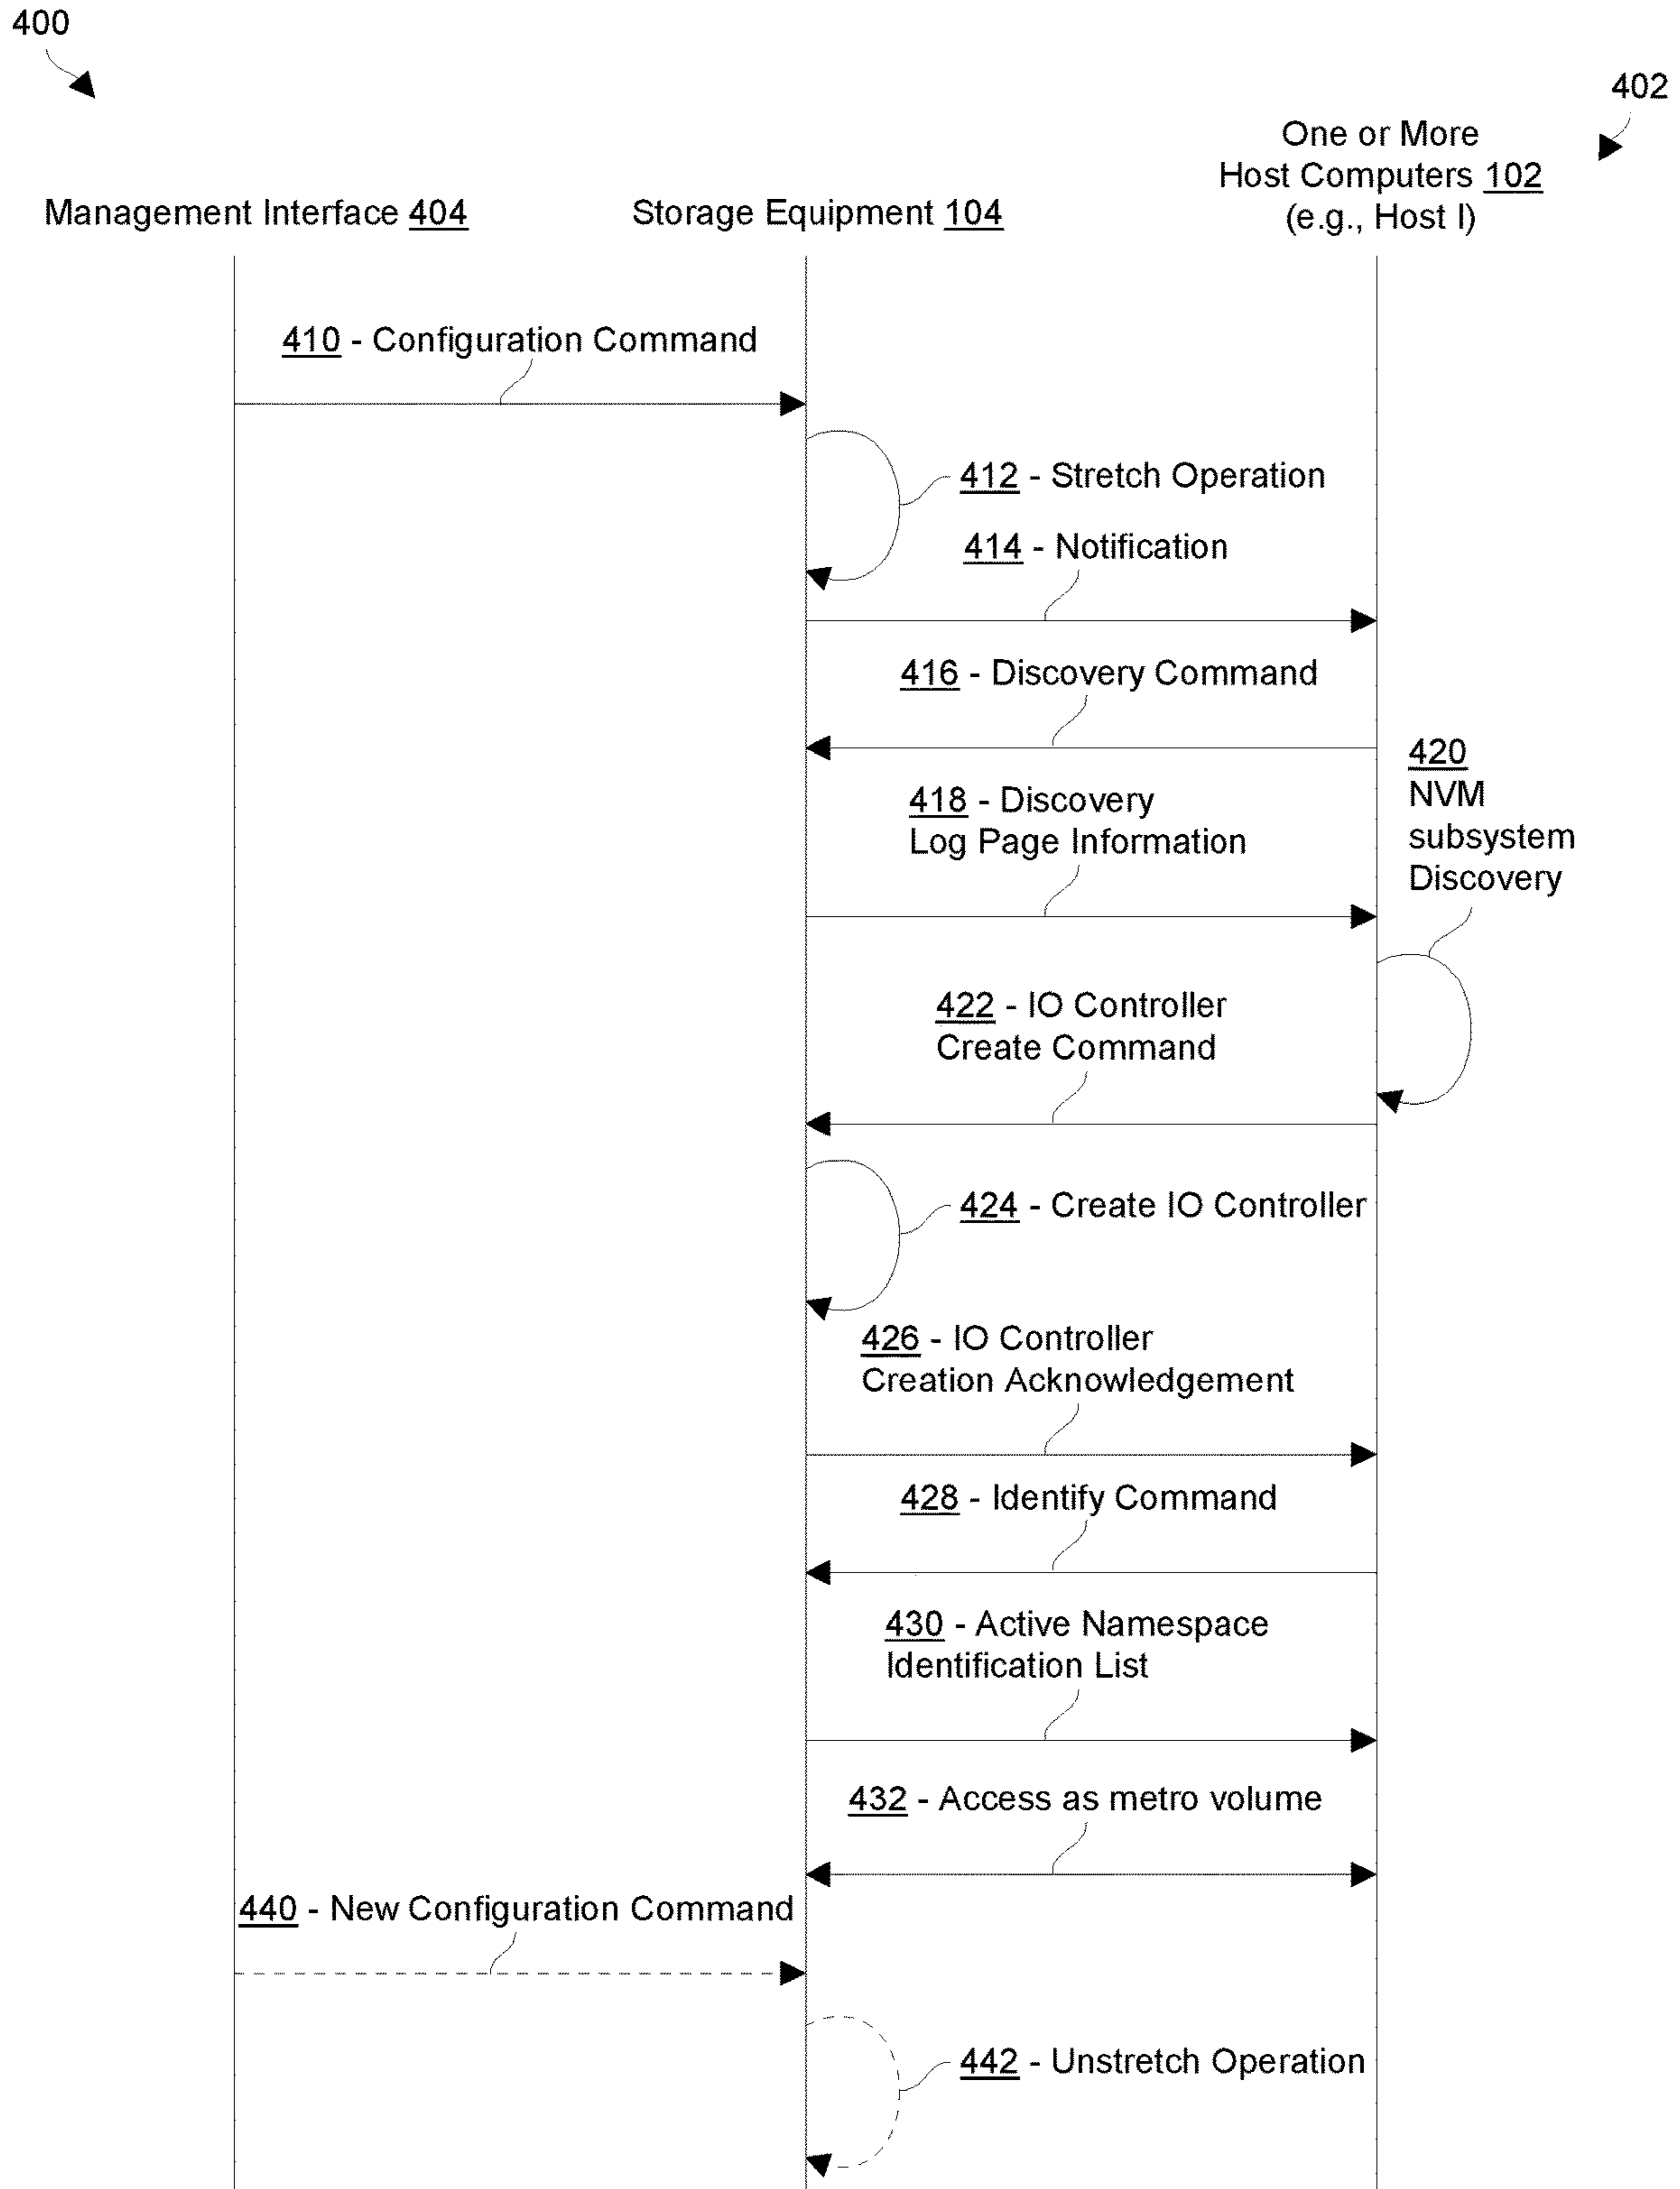 400
402
One or More
Host Computers 102
(e.g., Host I)
Management Interface 404
Storage Equipment 104
410 - Configuration Command
412 - Stretch Operation
414 - Notification
416 - Discovery Command
420
NVM
subsystem
Discovery
418 - Discovery
Log Page Information
422 - IO Controller
Create Command
424 - Create IO Controller
426 - IO Controller
Creation Acknowledgement
428 - Identify Command
430 - Active Namespace
Identification List
432 - Access as metro volume
440 - New Configuration Command
442 - Unstretch Operation